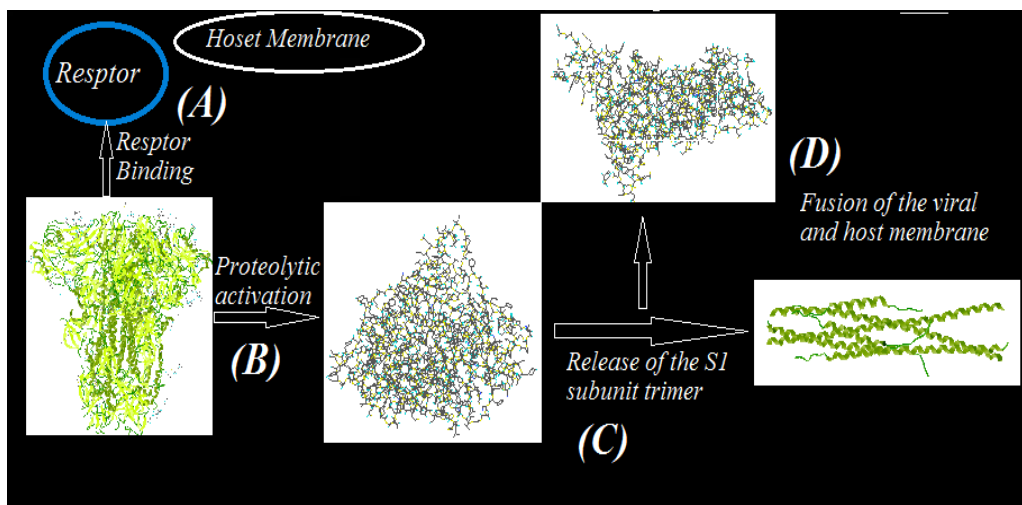 Hoset Membrane
Resptor
(A)
Resptor
Binding
(D)
Fusion of the viral
and host membrane
Proteolytic
activation
(B)
Release of the S1
subunit trimer
(C)